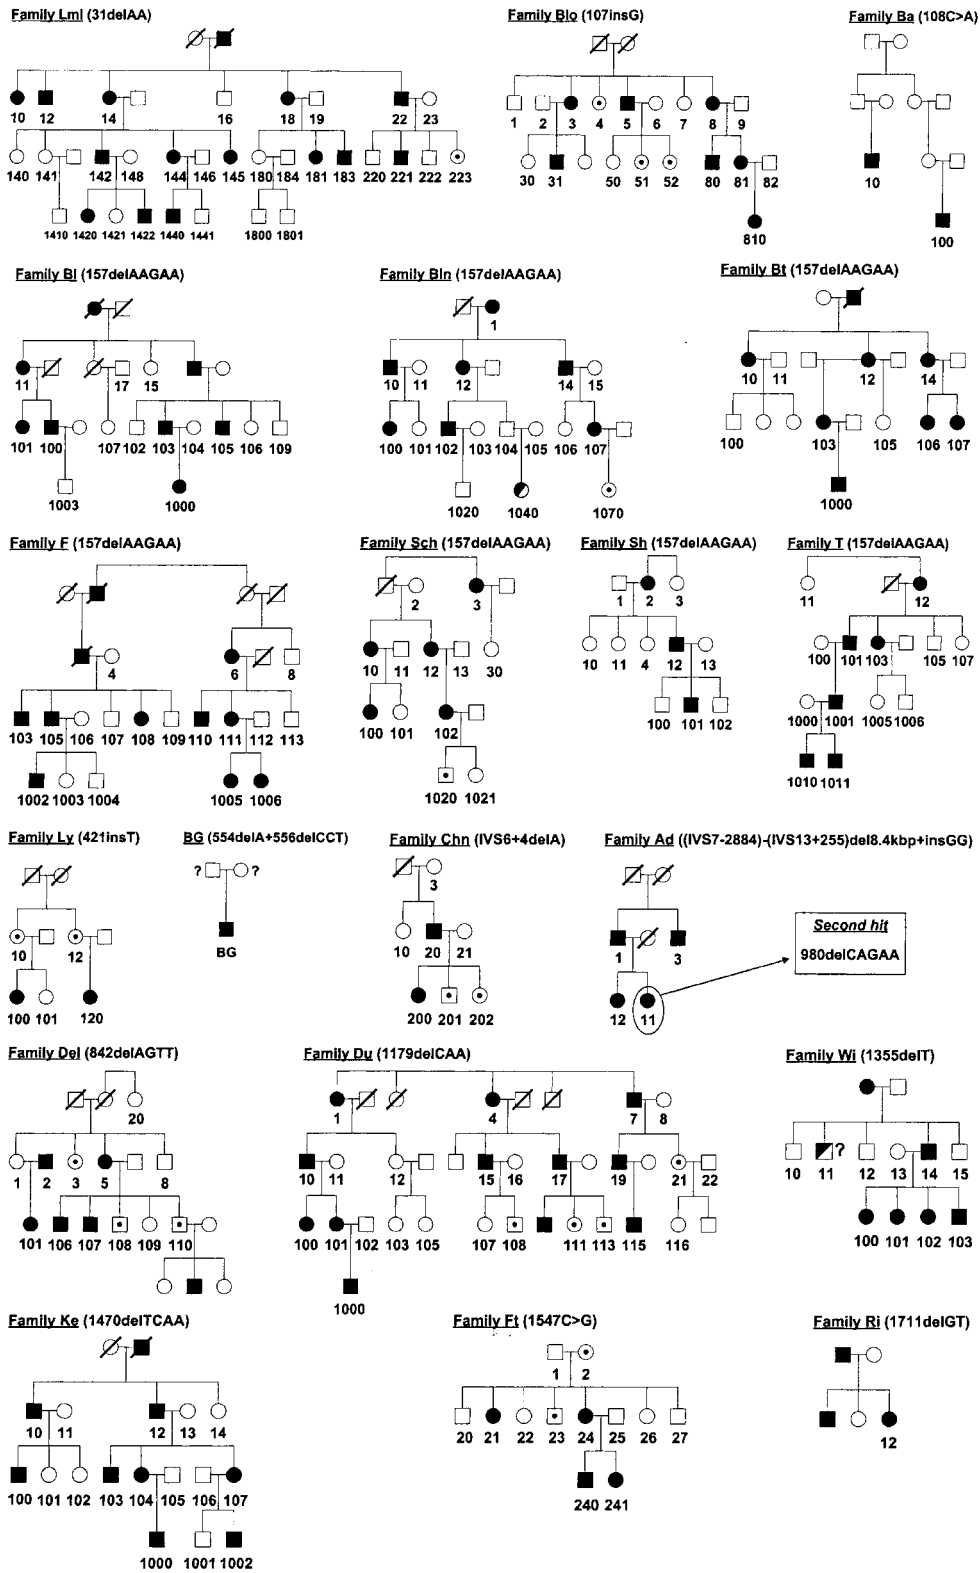 Family Lml (31delAA)
10 12 14 16 18 19 22 23
140 141 142 148 144 146 145 180 184 181 183 220 221 222 223
1410 1420 1421 1422 1440 1441 1800 1801
Family Blo (107insG)
1 2 3 4 5 6 7 8 9
30 31 50 51 52 80 81 82
810
Family Ba (108C>A)
10
100
Family Bl (157delAAGAA)
11 17 15
101 100 107 102 103 104 105 106 109
1003 1000
Family Bln (157delAAGAA)
1
10 11 12 14 15
100 101 102 103 104 105 106 107
1020 1040 1070
Family Bt (157delAAGAA)
10 11 12 14
100 103 105 106 107
1000
Family F (157delAAGAA)
4 6 8
103 105 106 107 108 109 110 111 112 113
1002 1003 1004 1005 1006
Family Sch (157delAAGAA)
2 3
10 11 12 13 30
100 101 102
1020 1021
Family Sh (157delAAGAA)
1 2 3
10 11 4 12 13
100 101 102
Family T (157delAAGAA)
11 12
100 101 103 105 107
1000 1001 1005 1006
1010 1011
Family Ly (421insT)
10 12
100 101 120
BG (554delA+556delCCT)
? ?
BG
Family Chn (IVS6+4delA)
3
10 20 21
200 201 202
Family Ad ((IVS7-2884)-(IVS13+255)del8.4kbp+insGG)
1 3
12 11
Second hit
980delCAGAA
Family Del (842delAGTT)
20
1 2 3 5 8
101 106 107 108 109 110
Family Du (1179delCAA)
1 4 7 8
10 11 12 15 16 17 19 21 22
100 101 102 103 105 107 108 111 113 115 116
1000
Family Wi (1355delT)
?
10 11 12 13 14 15
100 101 102 103
Family Ke (1470delTCAA)
10 11 12 13 14
100 101 102 103 104 105 106 107
1000 1001 1002
Family Ft (1547C>G)
1 2
20 21 22 23 24 25 26 27
240 241
Family Ri (1711delGT)
12